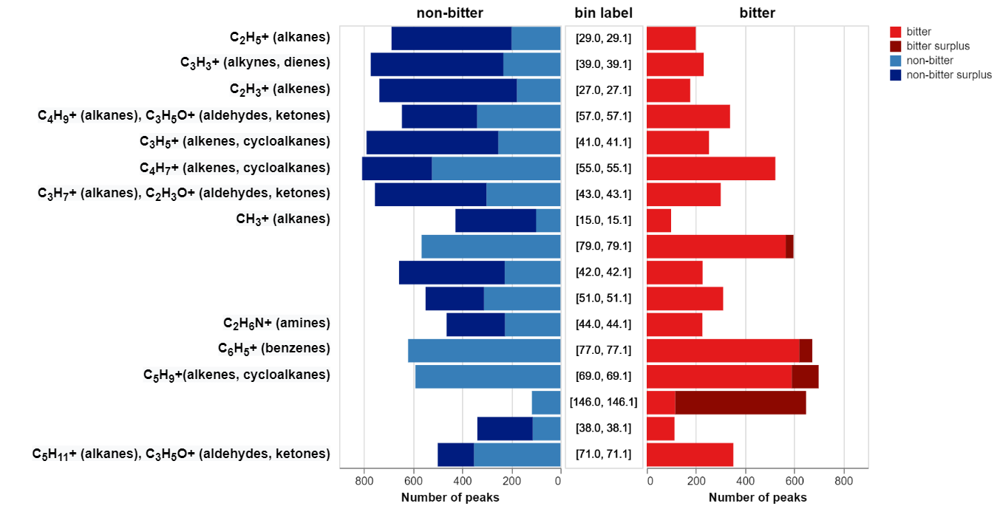 non-bitter bin label bitter
C₂H₅+ (alkanes) [29.0, 29.1]
C₃H₃+ (alkynes, dienes) [39.0, 39.1]
C₂H₃+ (alkenes) [27.0, 27.1]
C₄H₉+ (alkanes), C₃H₅O+ (aldehydes, ketones) [57.0, 57.1]
C₃H₅+ (alkenes, cycloalkanes) [41.0, 41.1]
C₄H₇+ (alkenes, cycloalkanes) [55.0, 55.1]
C₃H₇+ (alkanes), C₂H₃O+ (aldehydes, ketones) [43.0, 43.1]
CH₃+ (alkanes) [15.0, 15.1]
[79.0, 79.1]
[42.0, 42.1]
[51.0, 51.1]
C₂H₆N+ (amines) [44.0, 44.1]
C₆H₅+ (benzenes) [77.0, 77.1]
C₅H₉+(alkenes, cycloalkanes) [69.0, 69.1]
[146.0, 146.1]
[38.0, 38.1]
C₅H₁₁+ (alkanes), C₃H₅O+ (aldehydes, ketones) [71.0, 71.1]
800 600 400 200 0 0 200 400 600 800
Number of peaks Number of peaks
bitter
bitter surplus
non-bitter
non-bitter surplus